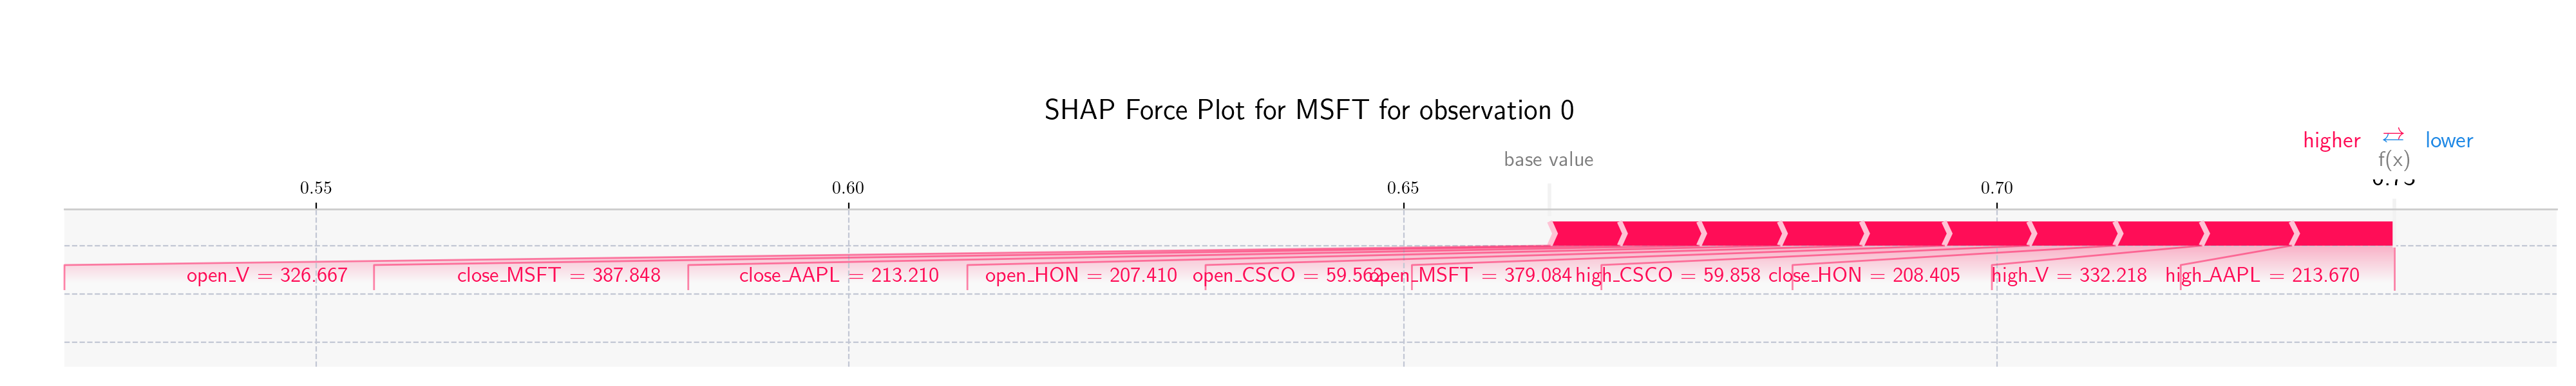 SHAP Force Plot for MSFT for observation 0
higher ⇄ lower
base value
f(x)
0.55 0.60 0.65 0.70
open_V = 326.667 close_MSFT = 387.848 close_AAPL = 213.210 open_HON = 207.410 open_CSCO = 59.562 open_MSFT = 379.084 high_CSCO = 59.858 close_HON = 208.405 high_V = 332.218 high_AAPL = 213.670